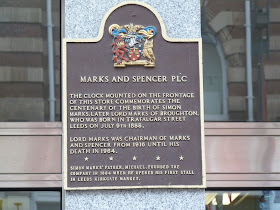 MARKS AND SPENCER PLC
THE CLOCK MOUNTED ON THE FRONTAGE
OF THIS STORE COMMEMORATES THE
CENTENARY OF THE BIRTH OF SIMON
MARKS, LATER LORD MARKS OF BROUGHTON,
WHO WAS BORN IN TRAFALGAR STREET
LEEDS ON JULY 9TH 1888.
LORD MARKS WAS CHAIRMAN OF MARKS
AND SPENCER FROM 1916 UNTIL HIS
DEATH IN 1964.
SIMON MARKS' FATHER, MICHAEL, FOUNDED THE
COMPANY IN 1884 WHEN HE OPENED HIS FIRST STALL
IN LEEDS KIRKGATE MARKET.